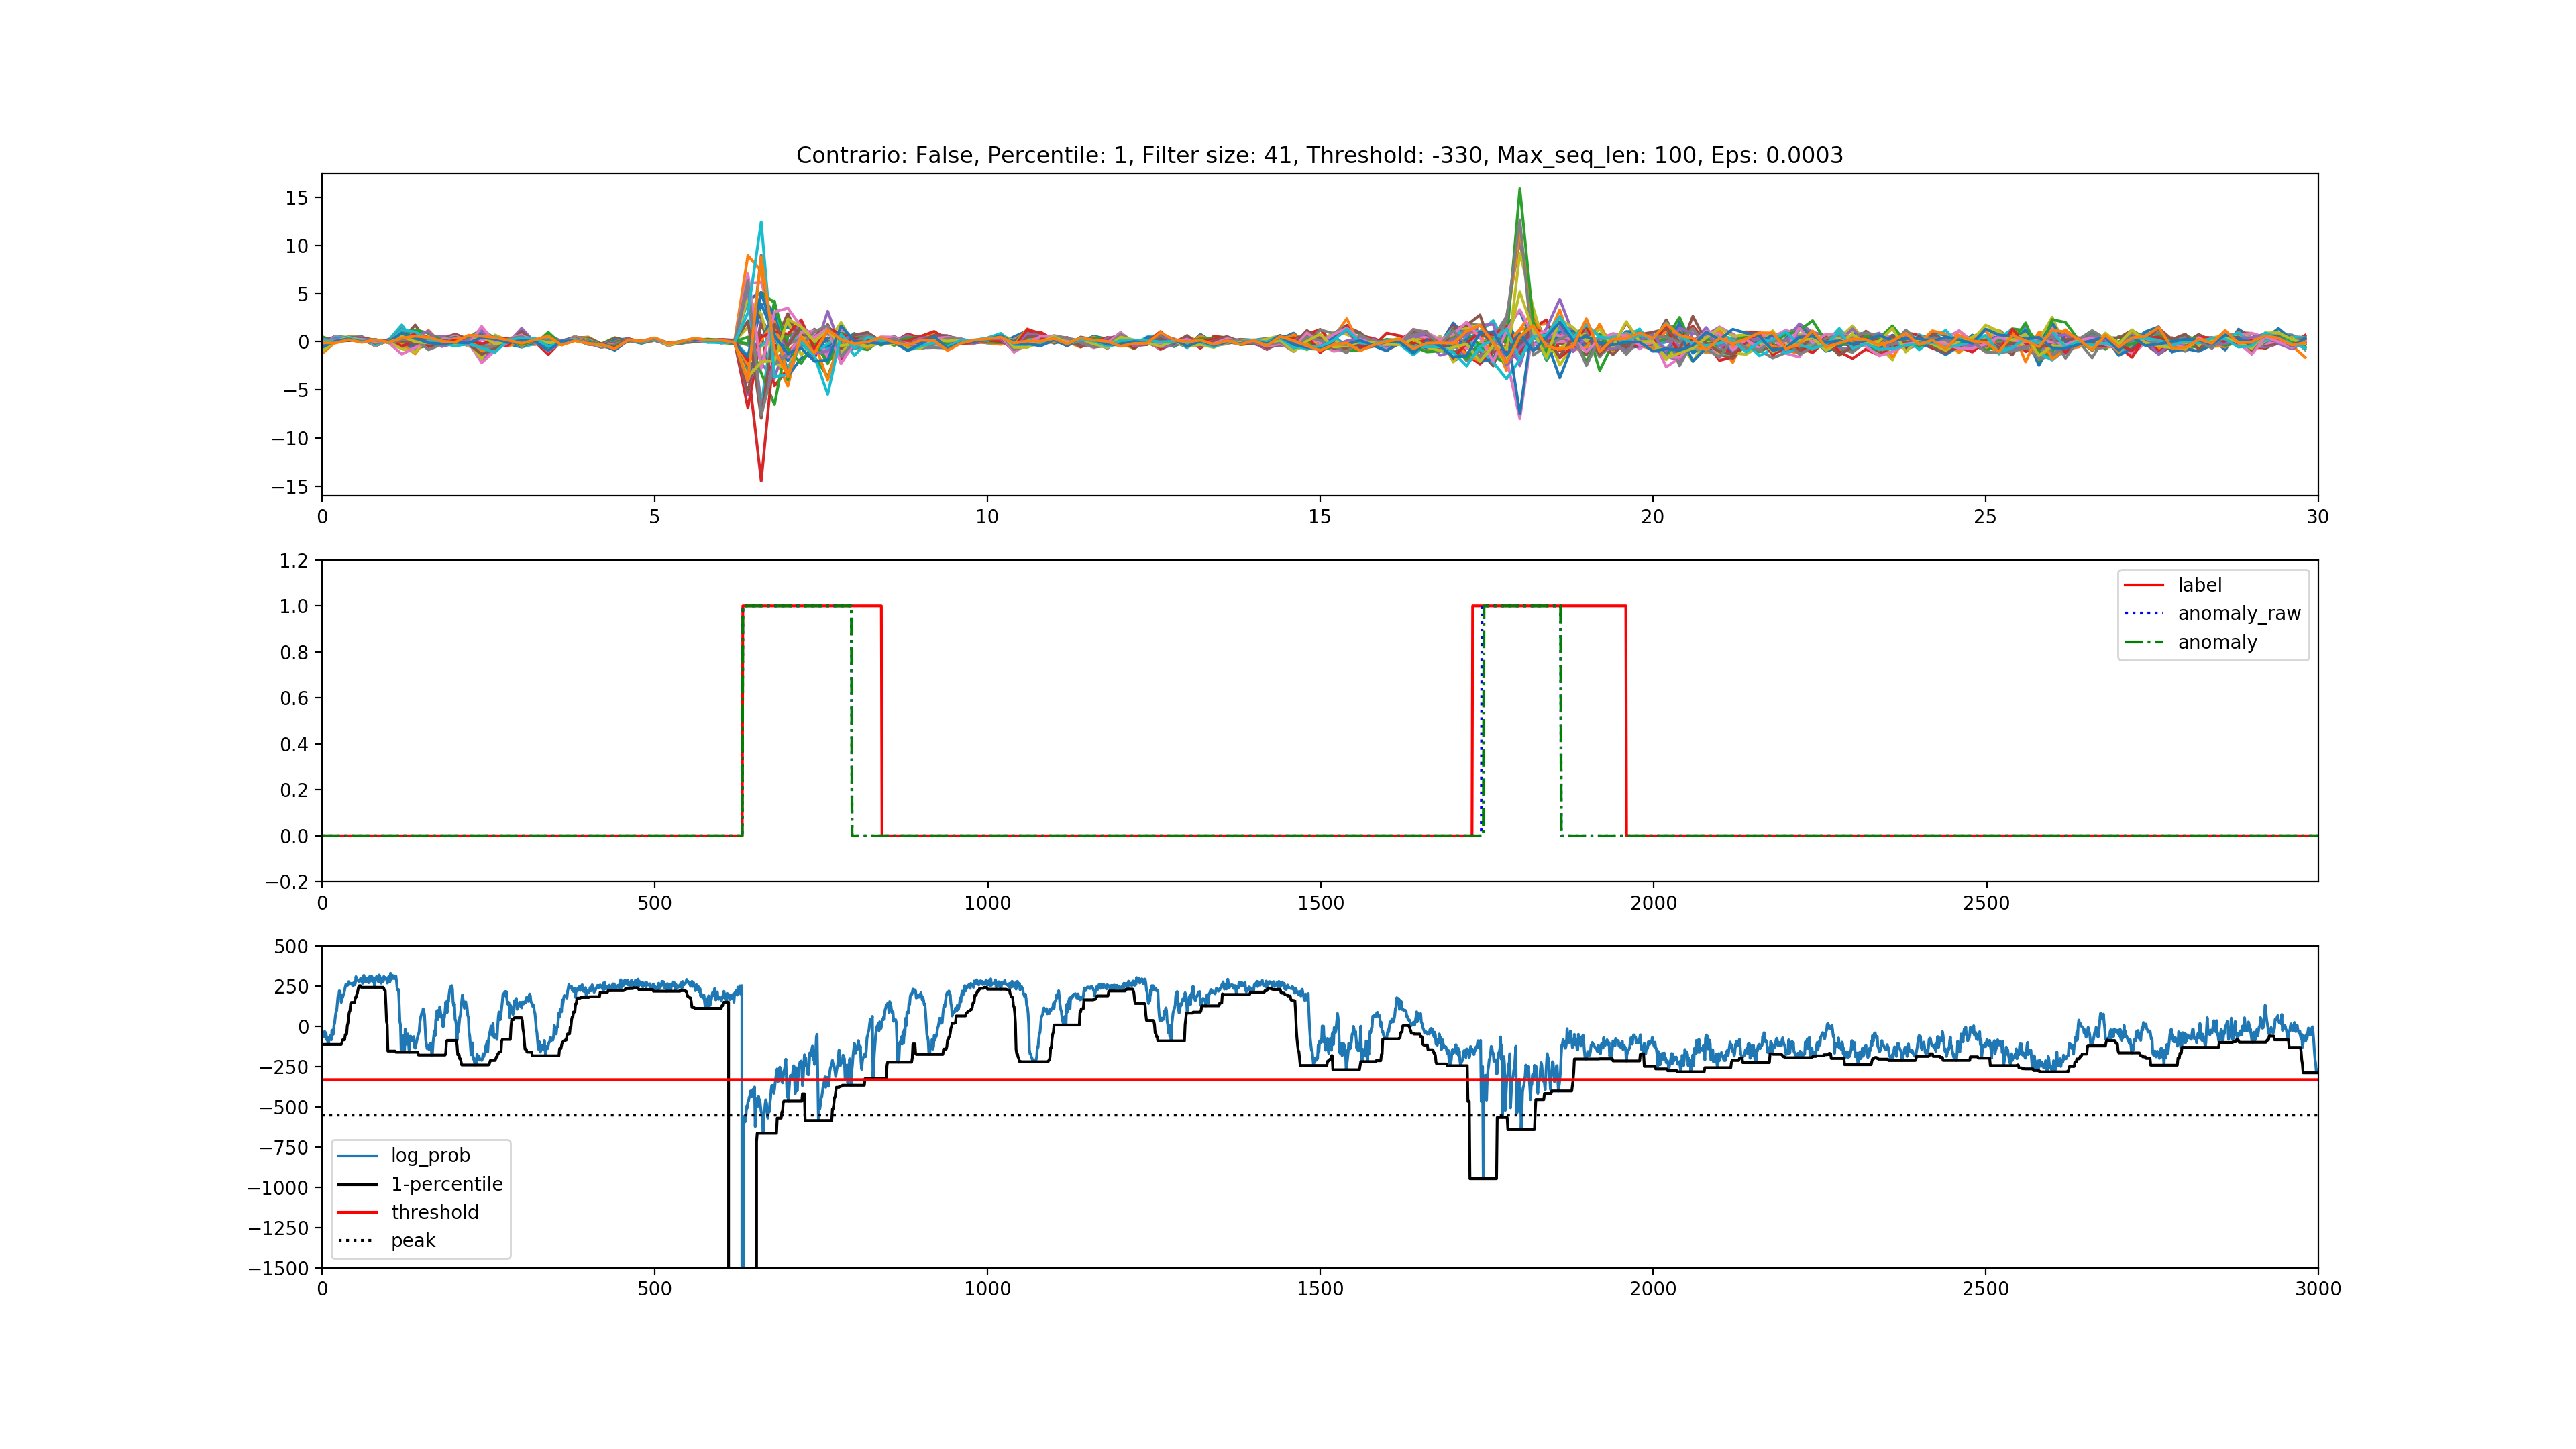 Contrario: False, Percentile: 1, Filter size: 41, Threshold: -330, Max_seq_len: 100, Eps: 0.0003
15
10
5
0
−5
−10
−15
0 5 10 15 20 25 30
1.2
1.0
0.8
0.6
0.4
0.2
0.0
−0.2
label
anomaly_raw
anomaly
0 500 1000 1500 2000 2500
500
250
0
−250
−500
−750
−1000
−1250
−1500
log_prob
1-percentile
threshold
peak
0 500 1000 1500 2000 2500 3000